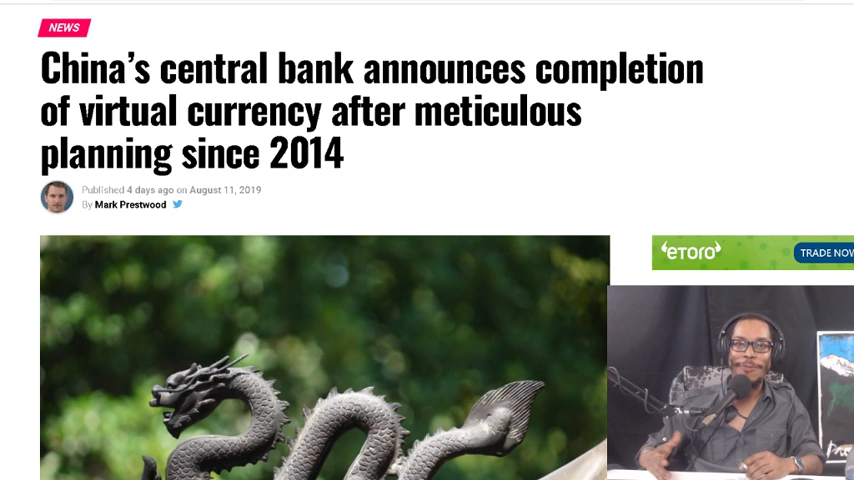 NEWS
China's central bank announces completion
of virtual currency after meticulous
planning since 2014
Published 4 days ago on August 11, 2019
By Mark Prestwood
eToro
TRADE NOW